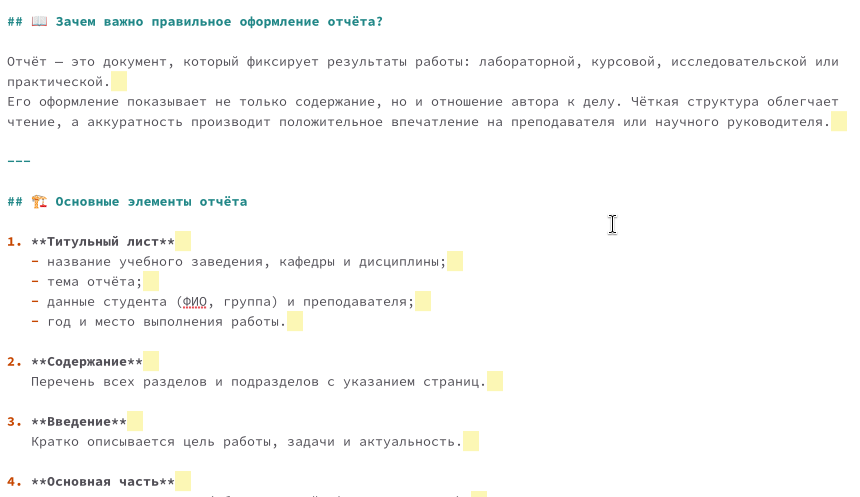 ## 📖 Зачем важно правильное оформление отчёта?
Отчёт — это документ, который фиксирует результаты работы: лабораторной, курсовой, исследовательской или
практической.
Его оформление показывает не только содержание, но и отношение автора к делу. Чёткая структура облегчает
чтение, а аккуратность производит положительное впечатление на преподавателя или научного руководителя.
---
## 🏗️ Основные элементы отчёта
1. **Титульный лист**
- название учебного заведения, кафедры и дисциплины;
- тема отчёта;
- данные студента (ФИО, группа) и преподавателя;
- год и место выполнения работы.
2. **Содержание**
Перечень всех разделов и подразделов с указанием страниц.
3. **Введение**
Кратко описывается цель работы, задачи и актуальность.
4. **Основная часть**